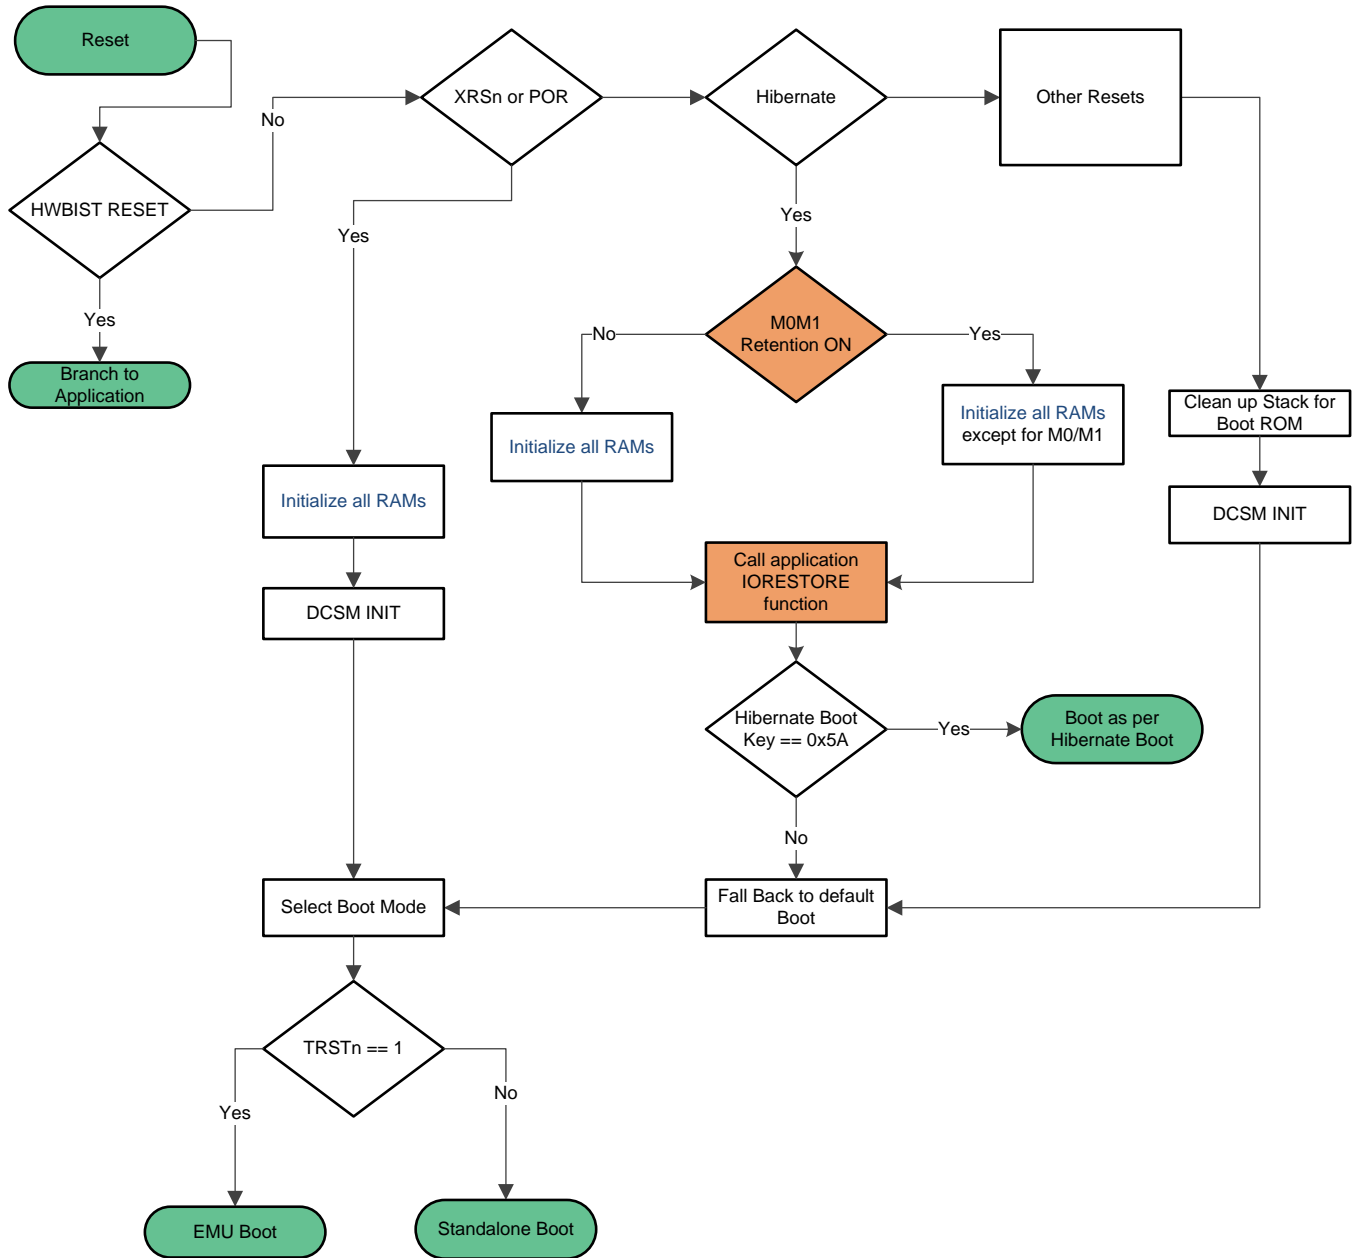 Reset
XRSn or POR
Hibernate
Other Resets
No
HWBIST RESET
Yes
Yes
Yes
Branch to
Application
M0M1
Retention ON
No
Yes
Initialize all RAMs
Initialize all RAMs
except for M0/M1
Clean up Stack for
Boot ROM
Initialize all RAMs
DCSM INIT
Call application
IORESTORE
function
DCSM INIT
Hibernate Boot
Key == 0x5A
Yes
Boot as per
Hibernate Boot
No
Select Boot Mode
Fall Back to default
Boot
TRSTn == 1
Yes
No
EMU Boot
Standalone Boot